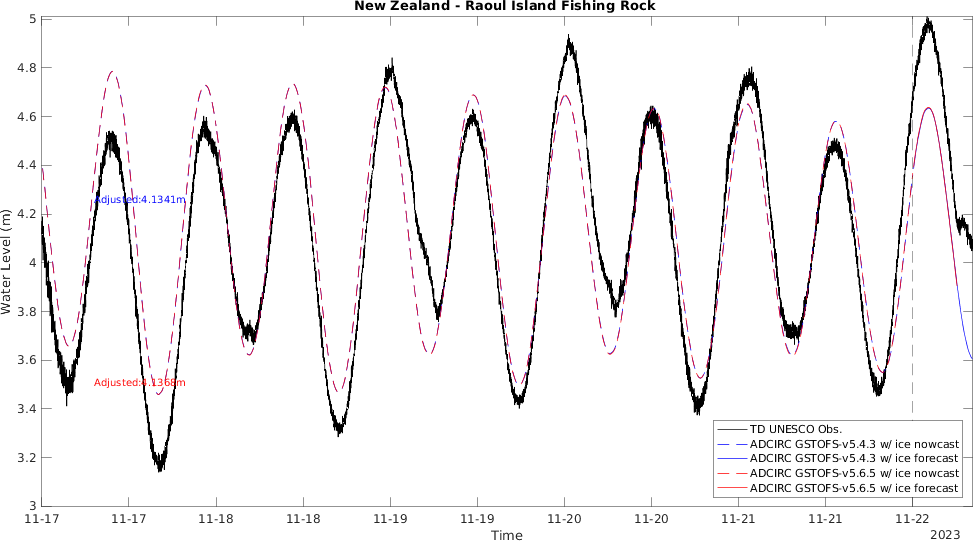 New Zealand - Raoul Island Fishing Rock
5
4.8
4.6
4.4
4.2
4
3.8
3.6
3.4
3.2
3
Water Level (m)
Adjusted:4.1341m
Adjusted:4.1368m
TD UNESCO Obs.
ADCIRC GSTOFS-v5.4.3 w/ ice nowcast
ADCIRC GSTOFS-v5.4.3 w/ ice forecast
ADCIRC GSTOFS-v5.6.5 w/ ice nowcast
ADCIRC GSTOFS-v5.6.5 w/ ice forecast
11-17 11-17 11-18 11-18 11-19 11-19 11-20 11-20 11-21 11-21 11-22
Time
2023